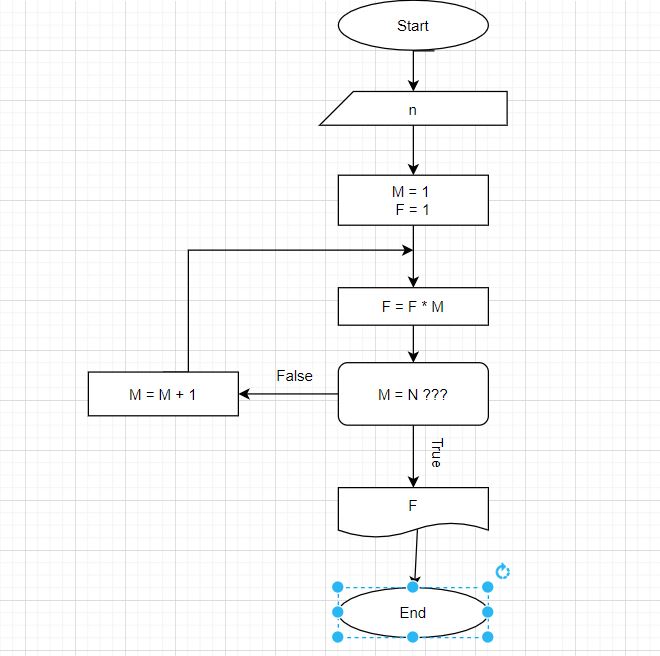 Start
n
M = 1
F = 1
F = F * M
False
M = M + 1
M = N ???
True
F
End